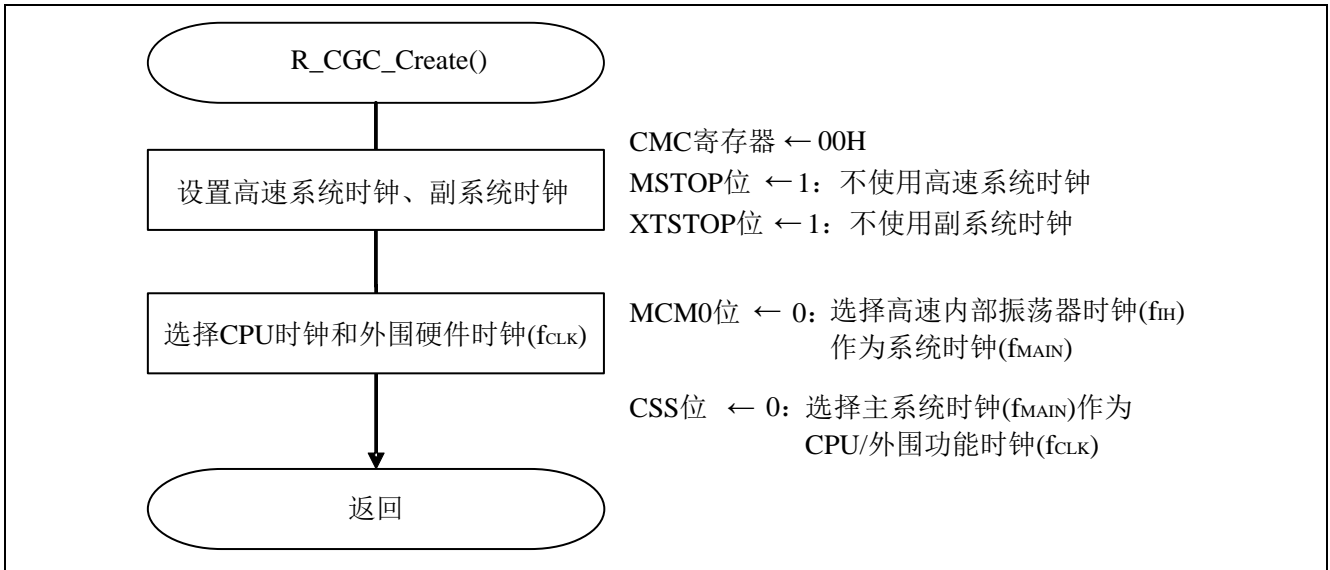 R_CGC_Create()
设置高速系统时钟、副系统时钟
CMC寄存器 ← 00H
MSTOP位 ← 1：不使用高速系统时钟
XTSTOP位 ← 1：不使用副系统时钟
选择CPU时钟和外围硬件时钟(fCLK)
MCM0位 ← 0：选择高速内部振荡器时钟(fIH)
作为系统时钟(fMAIN)
CSS位 ← 0：选择主系统时钟(fMAIN)作为
CPU/外围功能时钟(fCLK)
返回